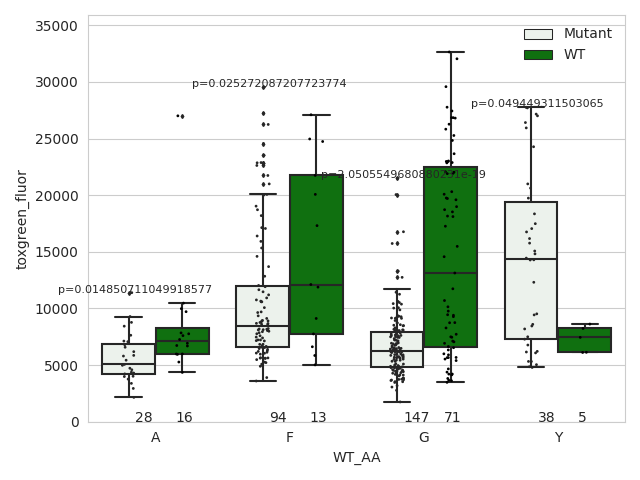 35000
30000
25000
20000
15000
10000
5000
0
toxgreen_fluor
Mutant
WT
p=0.025272087207723774
p=0.049449311503065
p=0.014850711049918577
28 16 94 13 147 71 38 5
A F G Y
WT_AA